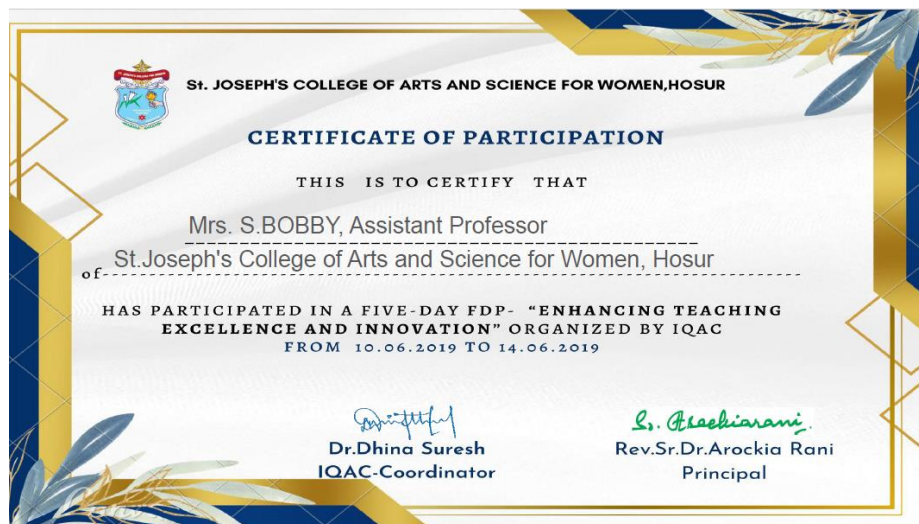 St. JOSEPH'S COLLEGE OF ARTS AND SCIENCE FOR WOMEN,HOSUR
CERTIFICATE OF PARTICIPATION
THIS IS TO CERTIFY THAT
Mrs. S.BOBBY, Assistant Professor
of St.Joseph's College of Arts and Science for Women, Hosur
HAS PARTICIPATED IN A FIVE-DAY FDP- “ENHANCING TEACHING
EXCELLENCE AND INNOVATION” ORGANIZED BY IQAC
FROM 10.06.2019 TO 14.06.2019
Sr. Arockiarani
Dr.Dhina Suresh
IQAC-Coordinator
Rev.Sr.Dr.Arockia Rani
Principal